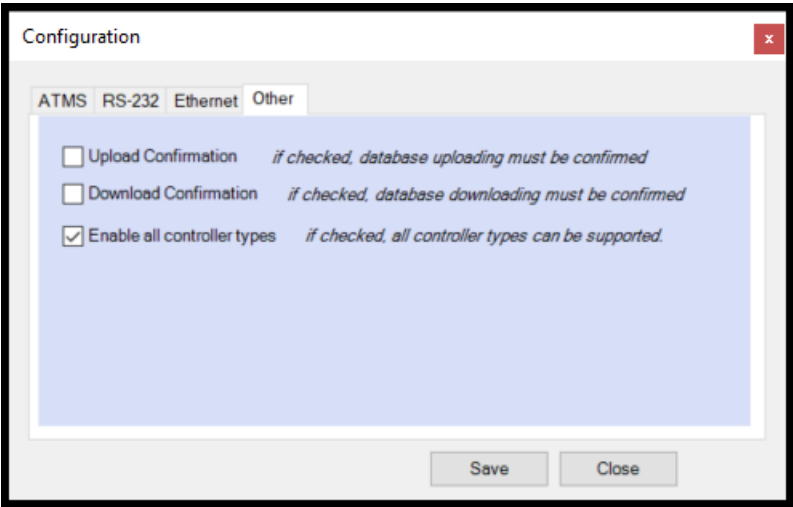 Configuration
x
ATMS RS-232 Ethernet Other
Upload Confirmation if checked, database uploading must be confirmed
Download Confirmation if checked, database downloading must be confirmed
Enable all controller types if checked, all controller types can be supported.
Save Close